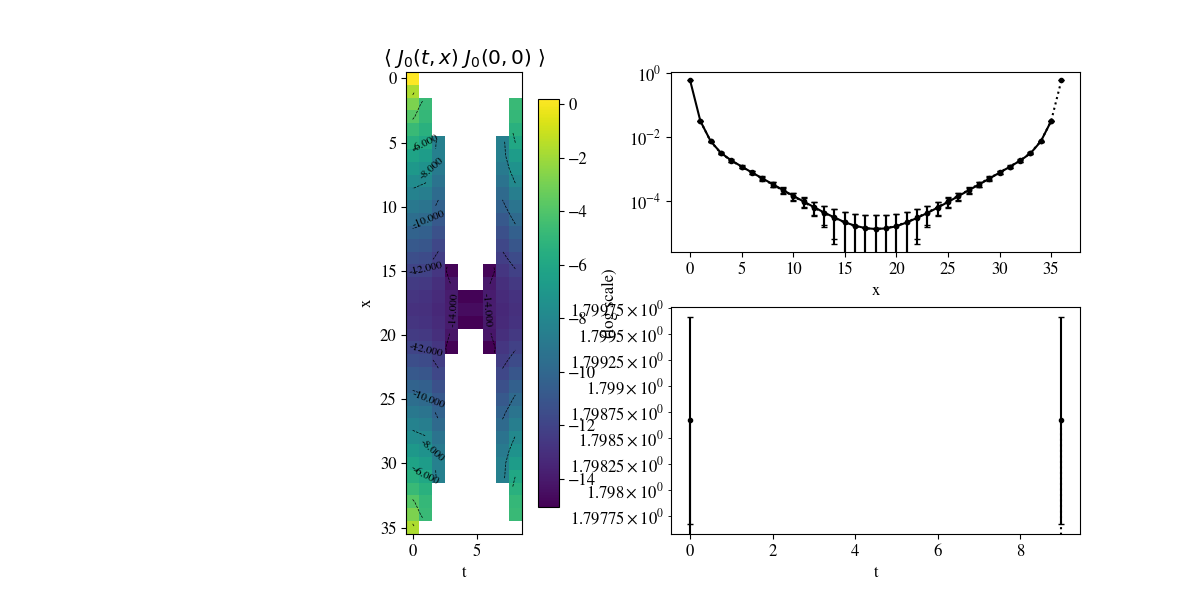 ⟨ J₀(t, x) J₀(0, 0) ⟩
0
5
10
15
20
25
30
35
x
0
5
t
-6.000
-8.000
-10.000
-12.000
-14.000
-14.000
-12.000
-10.000
-8.000
-6.000
0
−2
−4
−6
−8
−10
−12
−14
10⁰
10⁻²
10⁻⁴
0
5
10
15
20
25
30
35
x
1.79975 × 10⁰
1.7995 × 10⁰
1.79925 × 10⁰
1.799 × 10⁰
1.79875 × 10⁰
1.7985 × 10⁰
1.79825 × 10⁰
1.798 × 10⁰
1.79775 × 10⁰
(log scale)
0
2
4
6
8
t